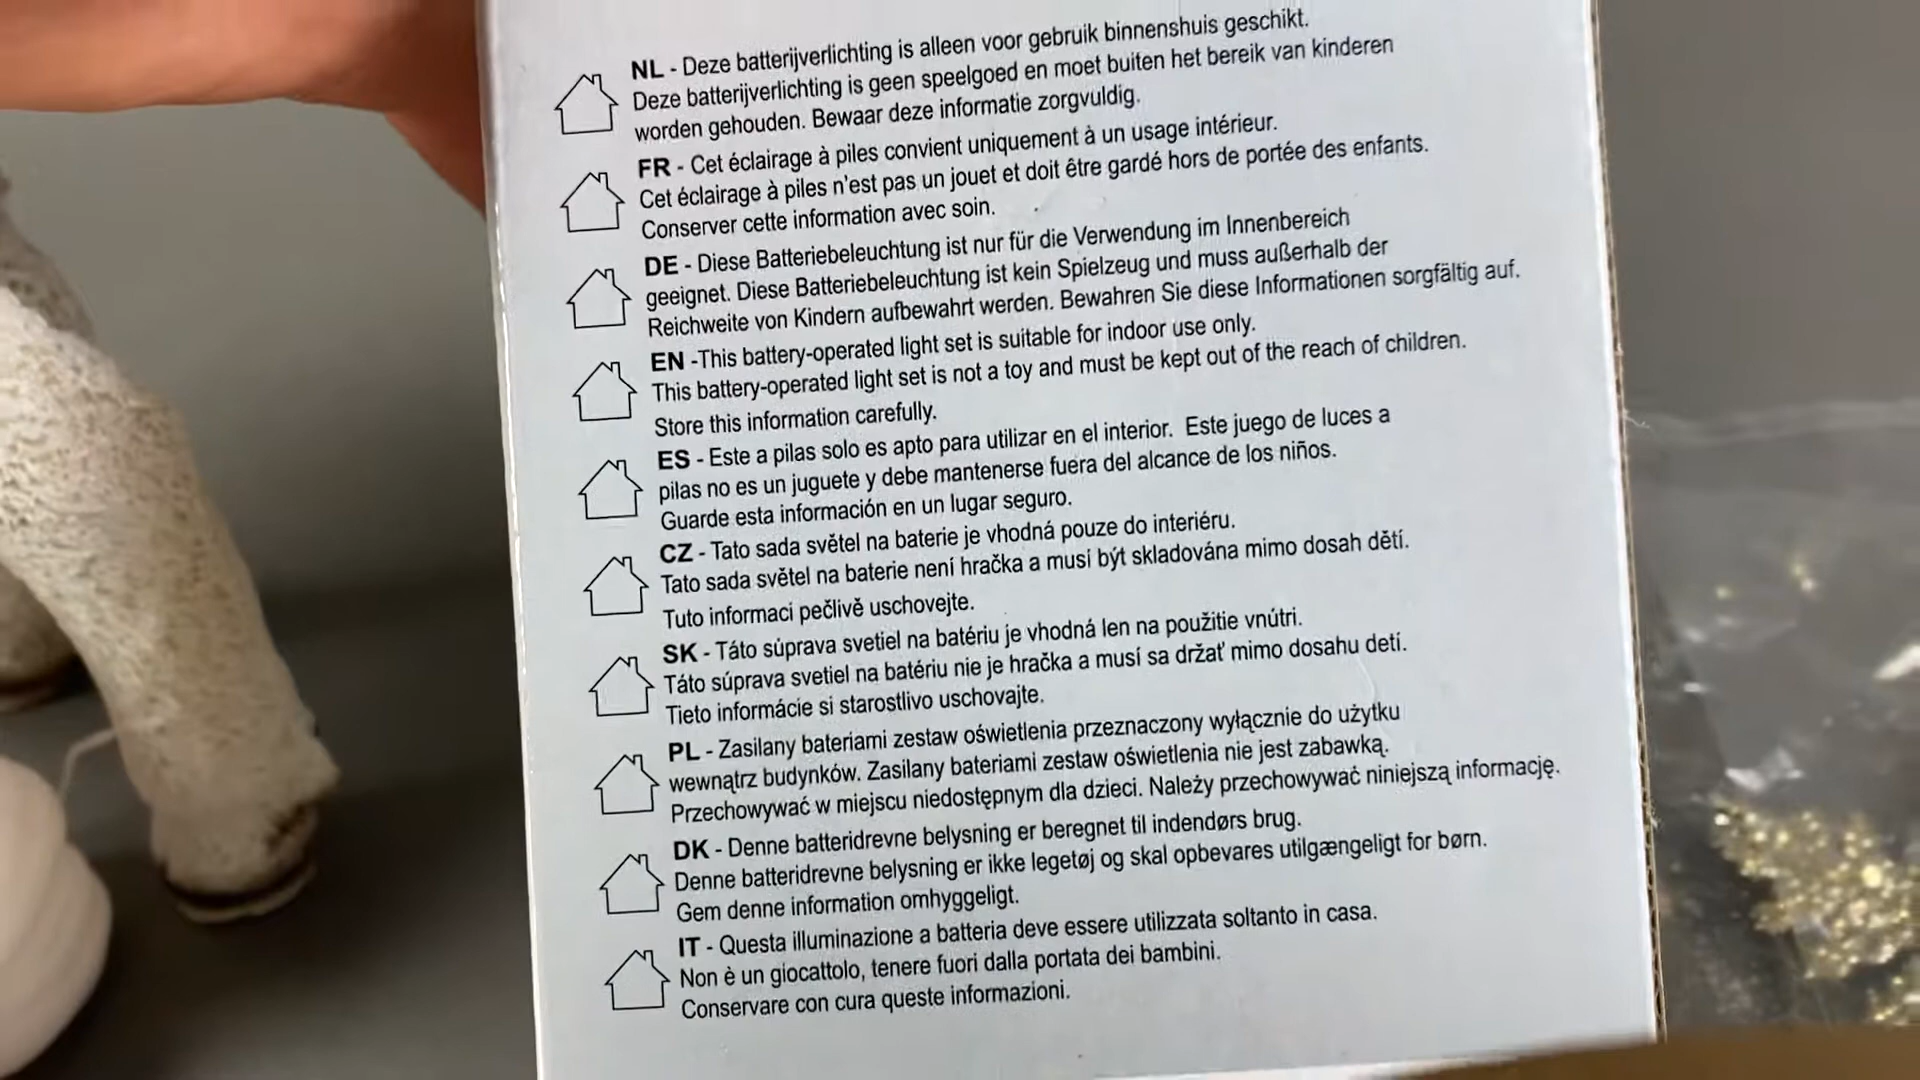 NL - Deze batterijverlichting is alleen voor gebruik binnenshuis geschikt.
Deze batterijverlichting is geen speelgoed en moet buiten het bereik van kinderen
worden gehouden. Bewaar deze informatie zorgvuldig.
FR - Cet éclairage à piles convient uniquement à un usage intérieur.
Cet éclairage à piles n'est pas un jouet et doit être gardé hors de portée des enfants.
Conserver cette information avec soin.
DE - Diese Batteriebeleuchtung ist nur für die Verwendung im Innenbereich
geeignet. Diese Batteriebeleuchtung ist kein Spielzeug und muss außerhalb der
Reichweite von Kindern aufbewahrt werden. Bewahren Sie diese Informationen sorgfältig auf.
EN -This battery-operated light set is suitable for indoor use only.
This battery-operated light set is not a toy and must be kept out of the reach of children.
Store this information carefully.
ES - Este a pilas solo es apto para utilizar en el interior. Este juego de luces a
pilas no es un juguete y debe mantenerse fuera del alcance de los niños.
Guarde esta información en un lugar seguro.
CZ - Tato sada světel na baterie je vhodná pouze do interiéru.
Tato sada světel na baterie není hračka a musí být skladována mimo dosah dětí.
Tuto informaci pečlivě uschovejte.
SK - Táto súprava svetiel na batériu je vhodná len na použitie vnútri.
Táto súprava svetiel na batériu nie je hračka a musí sa držať mimo dosahu detí.
Tieto informácie si starostlivo uschovajte.
PL - Zasilany bateriami zestaw oświetlenia przeznaczony wyłącznie do użytku
wewnątrz budynków. Zasilany bateriami zestaw oświetlenia nie jest zabawką.
Przechowywać w miejscu niedostępnym dla dzieci. Należy przechowywać niniejszą informację.
DK - Denne batteridrevne belysning er beregnet til indendørs brug.
Denne batteridrevne belysning er ikke legetøj og skal opbevares utilgængeligt for børn.
Gem denne information omhyggeligt.
IT - Questa illuminazione a batteria deve essere utilizzata soltanto in casa.
Non è un giocattolo, tenere fuori dalla portata dei bambini.
Conservare con cura queste informazioni.